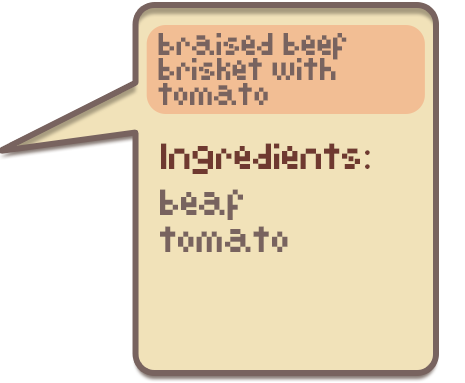 braised beef
brisket with
tomato
Ingredients:
beaf
tomato